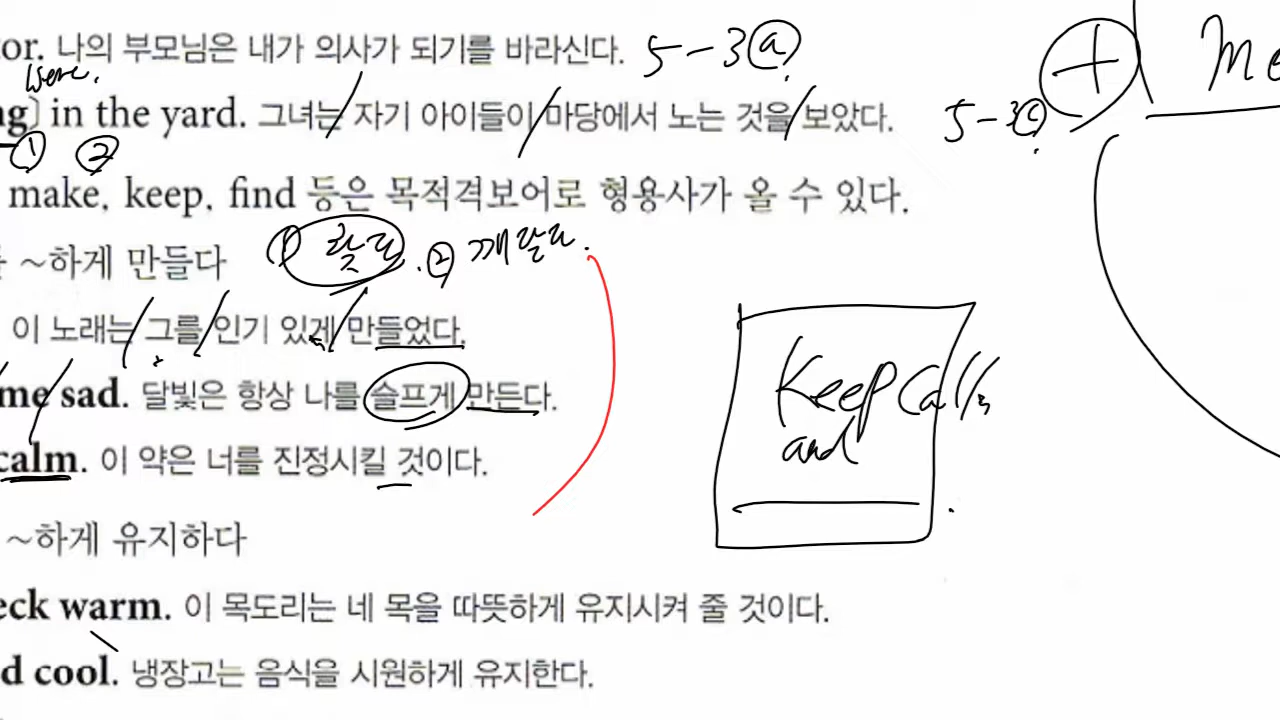 or. 나의 부모님은 내가 의사가 되기를 바라신다. 5-3ⓐ
were.
+ Me
ng] in the yard. 그녀는 자기 아이들이 마당에서 노는 것을 보았다. 5-3ⓒ
① ②
make, keep, find 등은 목적격보어로 형용사가 올 수 있다.
~하게 만들다 ① ②
이 노래는 그를 인기 있게 만들었다.
me sad. 달빛은 항상 나를 슬프게 만든다.
Keep Calm
and
calm. 이 약은 너를 진정시킬 것이다.
~하게 유지하다
eck warm. 이 목도리는 네 목을 따뜻하게 유지시켜 줄 것이다.
d cool. 냉장고는 음식을 시원하게 유지한다.